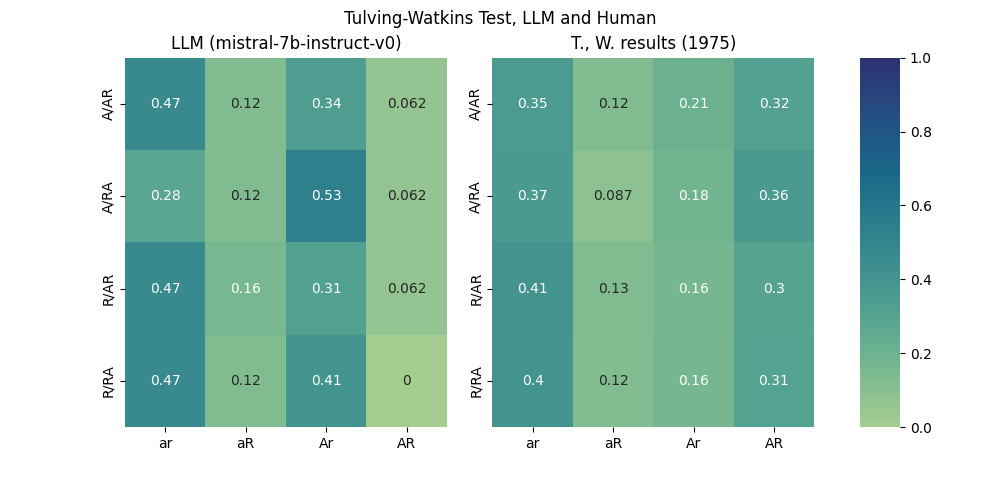 Tulving-Watkins Test, LLM and Human
LLM (mistral-7b-instruct-v0)
A/AR
0.47 0.12 0.34 0.062
A/RA
0.28 0.12 0.53 0.062
R/AR
0.47 0.16 0.31 0.062
R/RA
0.47 0.12 0.41 0
ar aR Ar AR
T., W. results (1975)
A/AR
0.35 0.12 0.21 0.32
A/RA
0.37 0.087 0.18 0.36
R/AR
0.41 0.13 0.16 0.3
R/RA
0.4 0.12 0.16 0.31
ar aR Ar AR
1.0
0.8
0.6
0.4
0.2
0.0